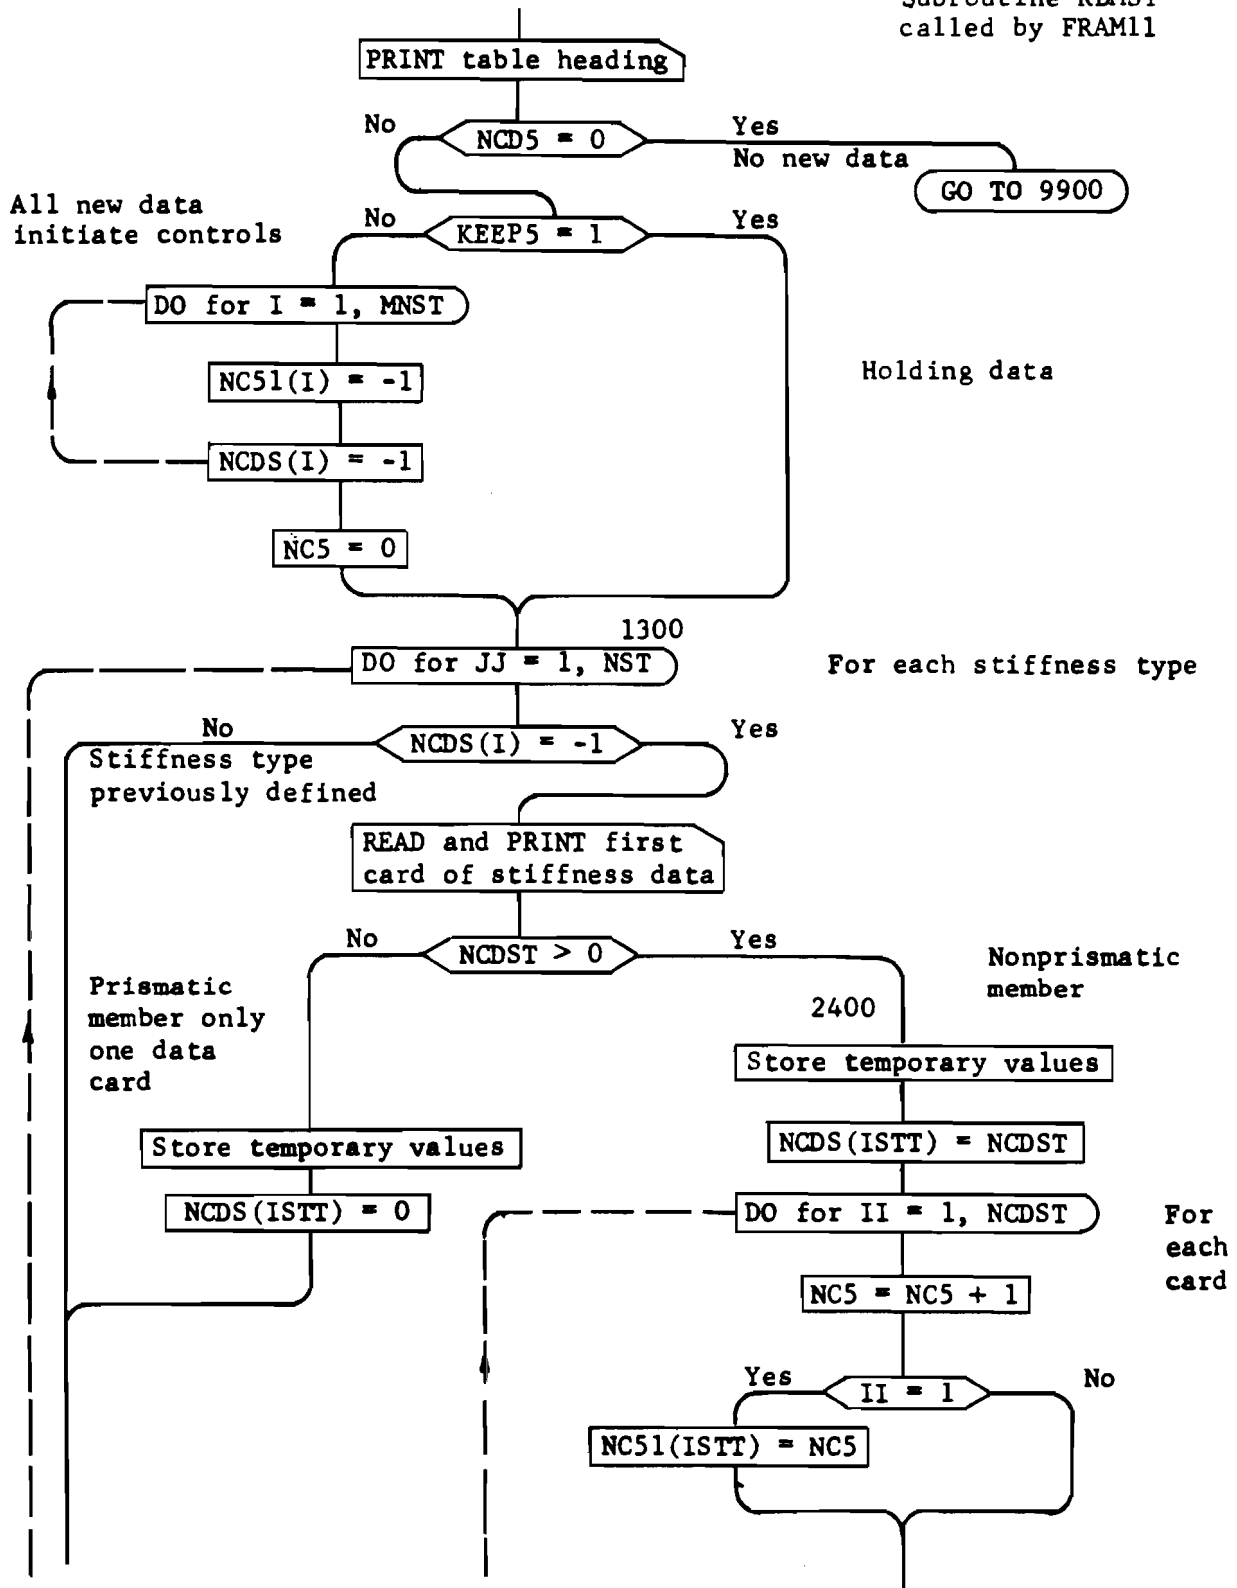 called by FRAM11
PRINT table heading
No
NCD5 = 0
Yes
No new data
GO TO 9900
All new data
initiate controls
No
KEEP5 = 1
Yes
DO for I = 1, MNST
NC51(I) = -1
Holding data
NCDS(I) = -1
NC5 = 0
1300
DO for JJ = 1, NST
For each stiffness type
No
NCDS(I) = -1
Yes
Stiffness type
previously defined
READ and PRINT first
card of stiffness data
No
NCDST > 0
Yes
Nonprismatic
member
Prismatic
member only
one data
card
2400
Store temporary values
Store temporary values
NCDS(ISTT) = NCDST
NCDS(ISTT) = 0
DO for II = 1, NCDST
For
each
card
NC5 = NC5 + 1
Yes
II = 1
No
NC51(ISTT) = NC5